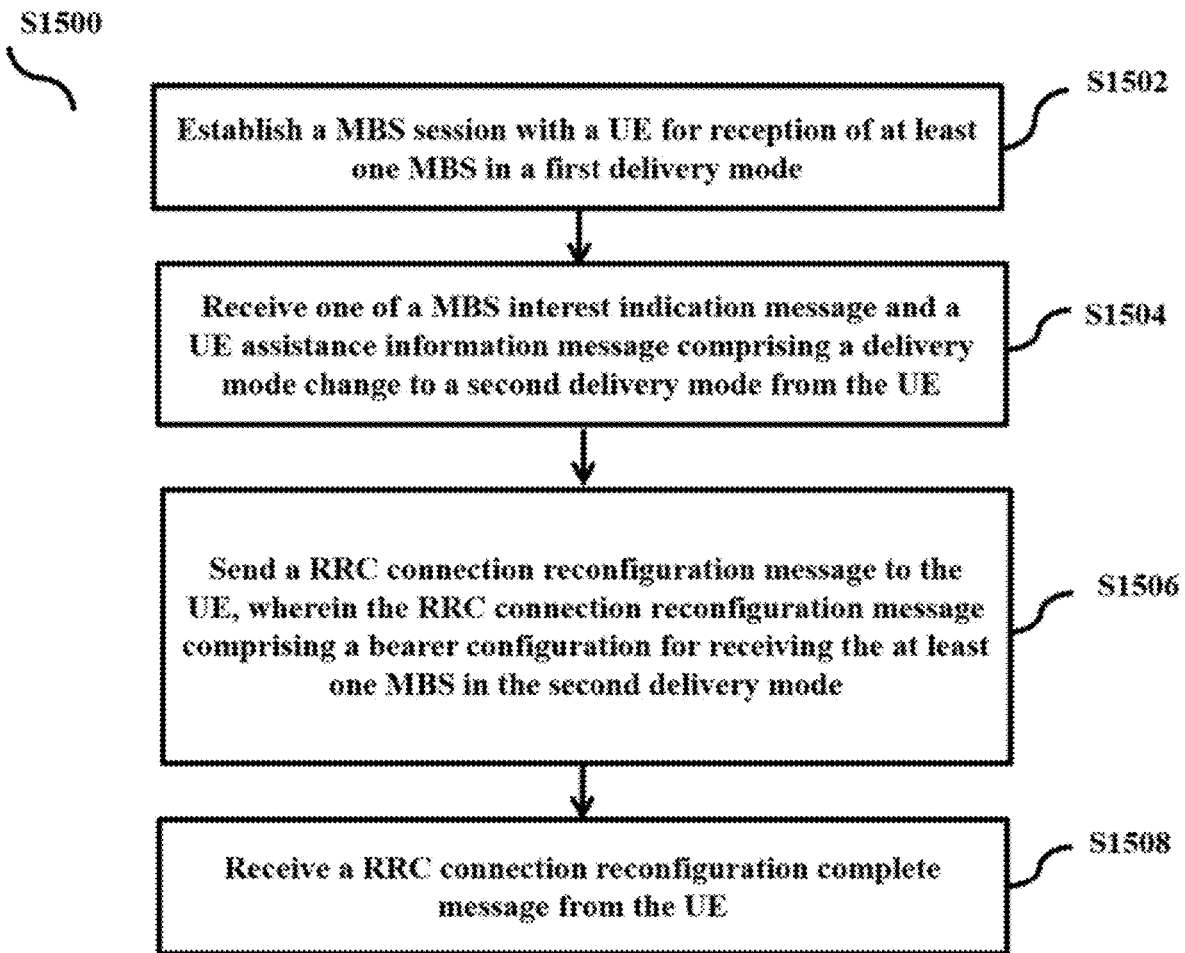 S1500
S1502
Establish a MBS session with a UE for reception of at least
one MBS in a first delivery mode
Receive one of a MBS interest indication message and a
UE assistance information message comprising a delivery
mode change to a second delivery mode from the UE
S1504
Send a RRC connection reconfiguration message to the
UE, wherein the RRC connection reconfiguration message
comprising a bearer configuration for receiving the at least
one MBS in the second delivery mode
S1506
Receive a RRC connection reconfiguration complete
message from the UE
S1508